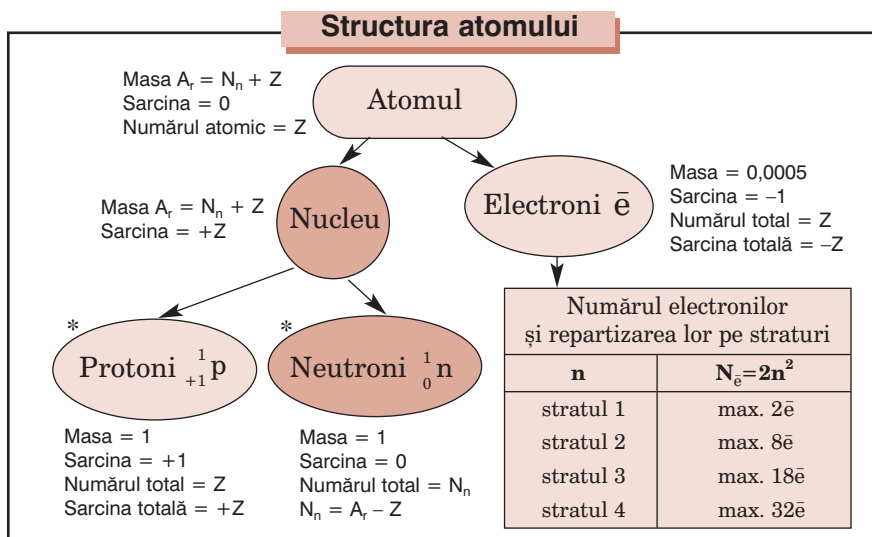 Structura atomului
Masa Aᵣ = Nₙ + Z
Sarcina = 0
Numărul atomic = Z
Atomul
Masa Aᵣ = Nₙ + Z
Sarcina = +Z
Nucleu
Electroni ē
Masa = 0,0005
Sarcina = –1
Numărul total = Z
Sarcina totală = –Z
* Protoni ¹₊₁p
Masa = 1
Sarcina = +1
Numărul total = Z
Sarcina totală = +Z
* Neutroni ¹₀n
Masa = 1
Sarcina = 0
Numărul total = Nₙ
Nₙ = Aᵣ – Z
Numărul electronilor
și repartizarea lor pe straturi
n N_ē=2n²
stratul 1 max. 2ē
stratul 2 max. 8ē
stratul 3 max. 18ē
stratul 4 max. 32ē